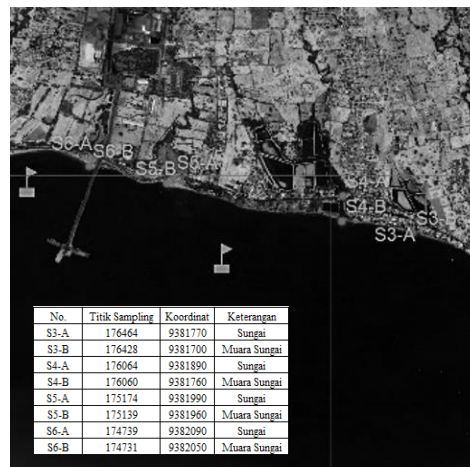 S6-A
S6-B
S5-B
S5-A
S4-A
S4-B
S3-B
S3-A
No. Titik Sampling Koordinat Keterangan
S3-A 176464 9381770 Sungai
S3-B 176428 9381700 Muara Sungai
S4-A 176064 9381890 Sungai
S4-B 176060 9381760 Muara Sungai
S5-A 175174 9381990 Sungai
S5-B 175139 9381960 Muara Sungai
S6-A 174739 9382090 Sungai
S6-B 174731 9382050 Muara Sungai